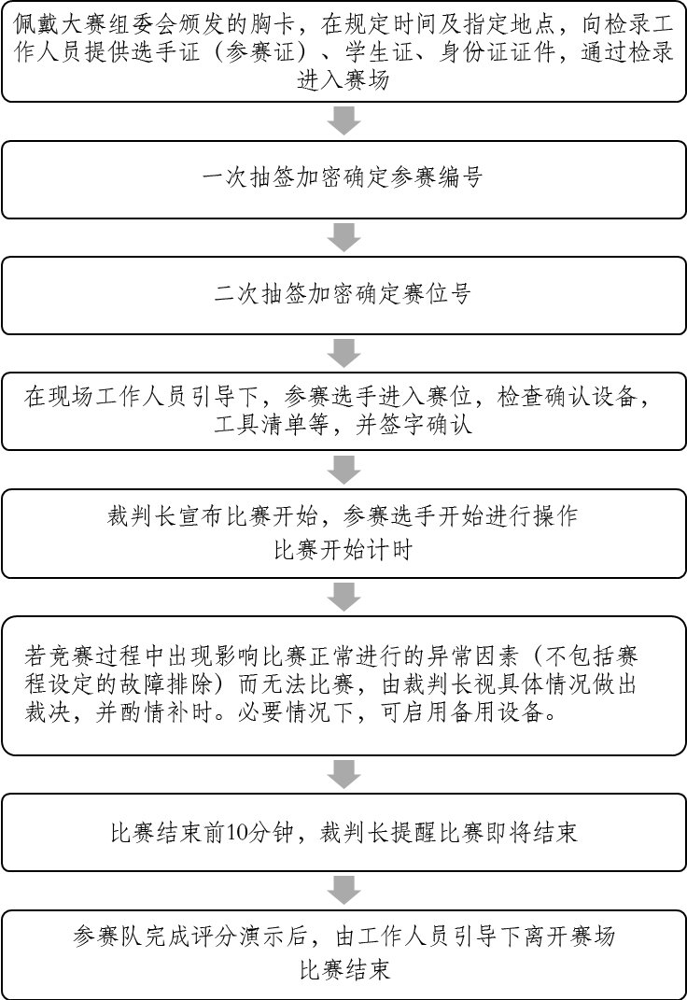 佩戴大赛组委会颁发的胸卡，在规定时间及指定地点，向检录工
作人员提供选手证（参赛证）、学生证、身份证证件，通过检录
进入赛场
一次抽签加密确定参赛编号
二次抽签加密确定赛位号
在现场工作人员引导下，参赛选手进入赛位，检查确认设备，
工具清单等，并签字确认
裁判长宣布比赛开始，参赛选手开始进行操作
比赛开始计时
若竞赛过程中出现影响比赛正常进行的异常因素（不包括赛
程设定的故障排除）而无法比赛，由裁判长视具体情况做出
裁决，并酌情补时。必要情况下，可启用备用设备。
比赛结束前10分钟，裁判长提醒比赛即将结束
参赛队完成评分演示后，由工作人员引导下离开赛场
比赛结束